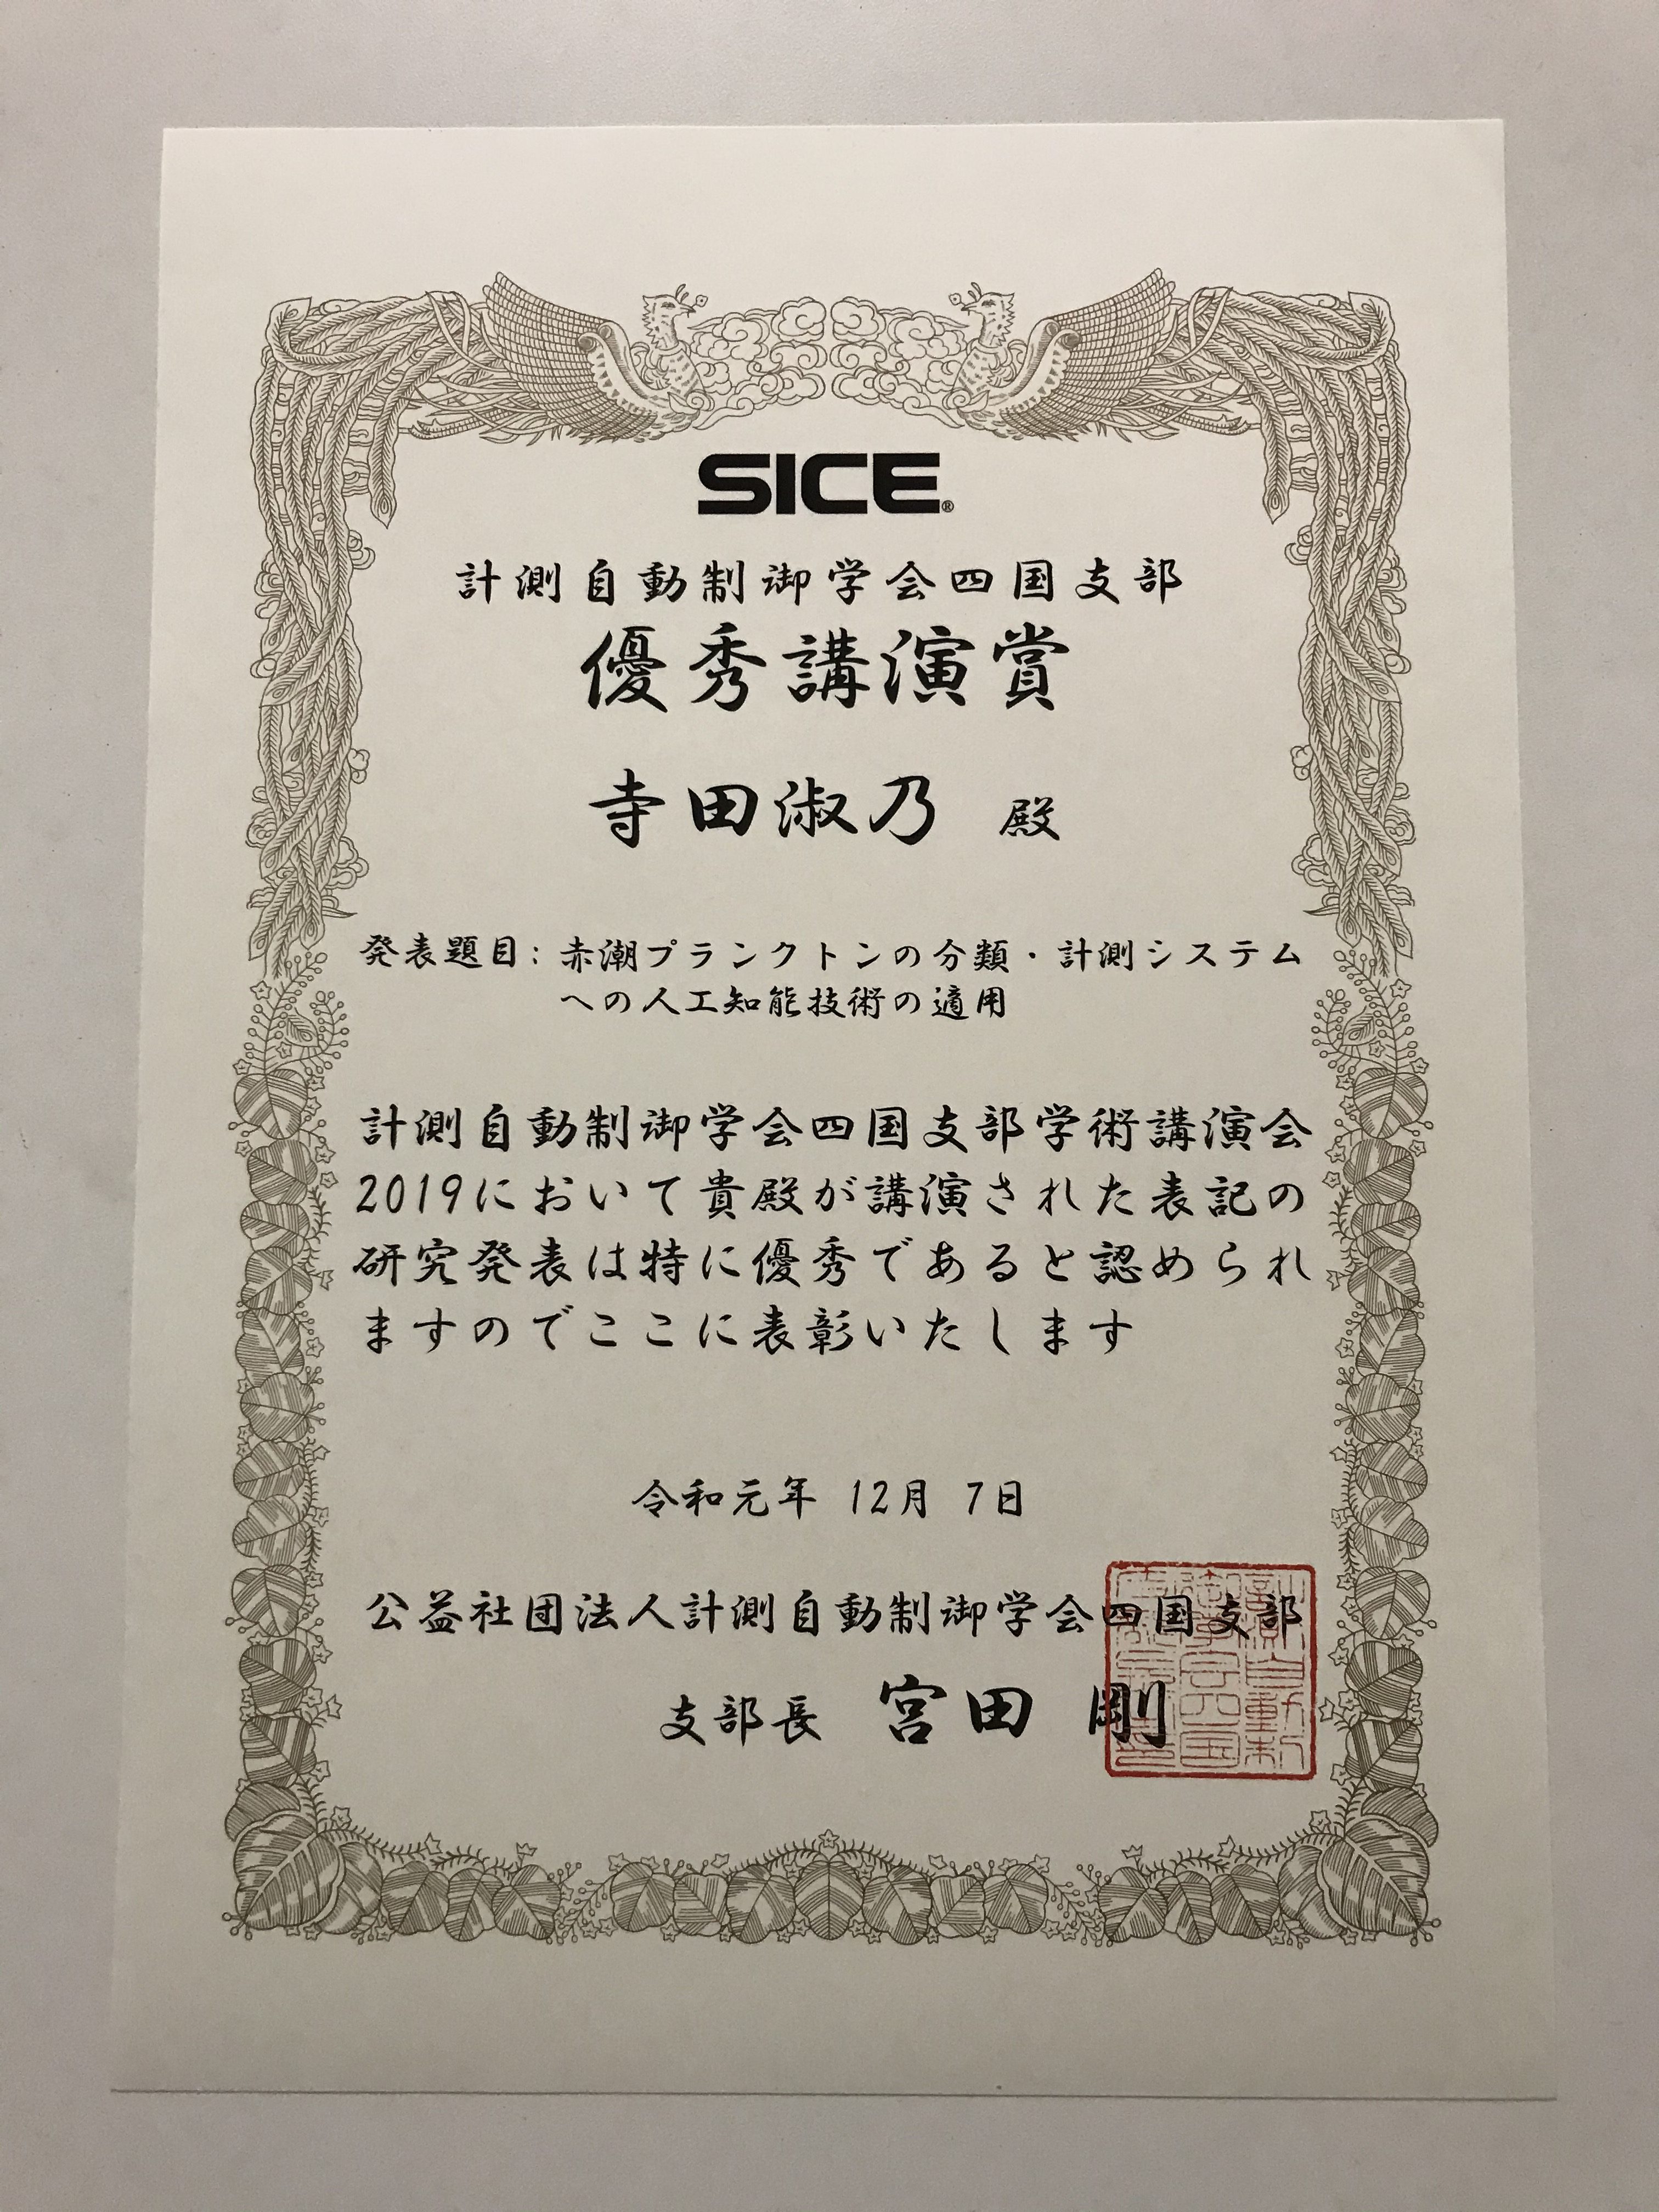 SICE®
計測自動制御学会四国支部
優秀講演賞
寺田淑乃 殿
発表題目:赤潮プランクトンの分類・計測システム
への人工知能技術の適用
計測自動制御学会四国支部学術講演会
2019において貴殿が講演された表記の
研究発表は特に優秀であると認められ
ますのでここに表彰いたします
令和元年 12月 7日
公益社団法人計測自動制御学会四国支部
支部長 宮田 剛